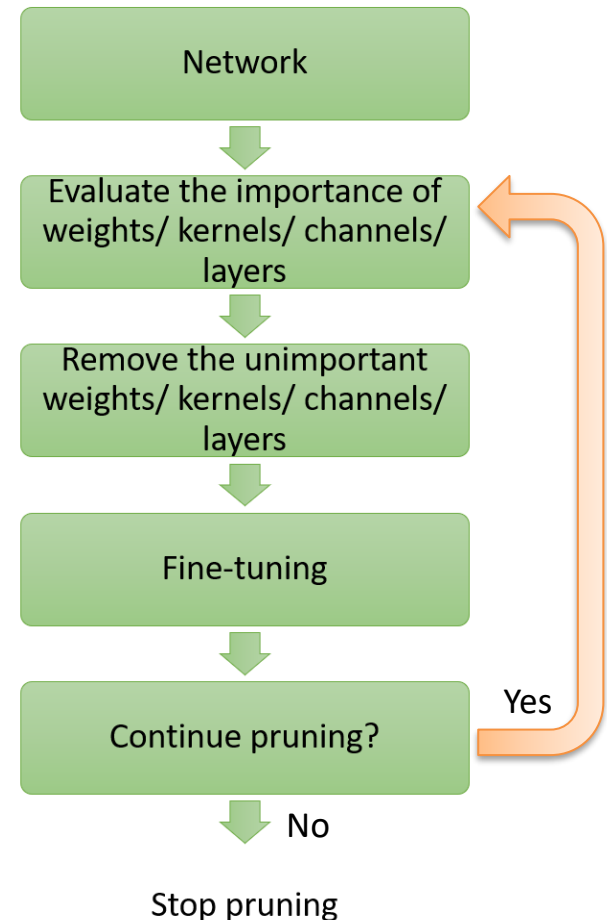 Network
Evaluate the importance of
weights/ kernels/ channels/
layers
Remove the unimportant
weights/ kernels/ channels/
layers
Fine-tuning
Continue pruning?
Yes
No
Stop pruning